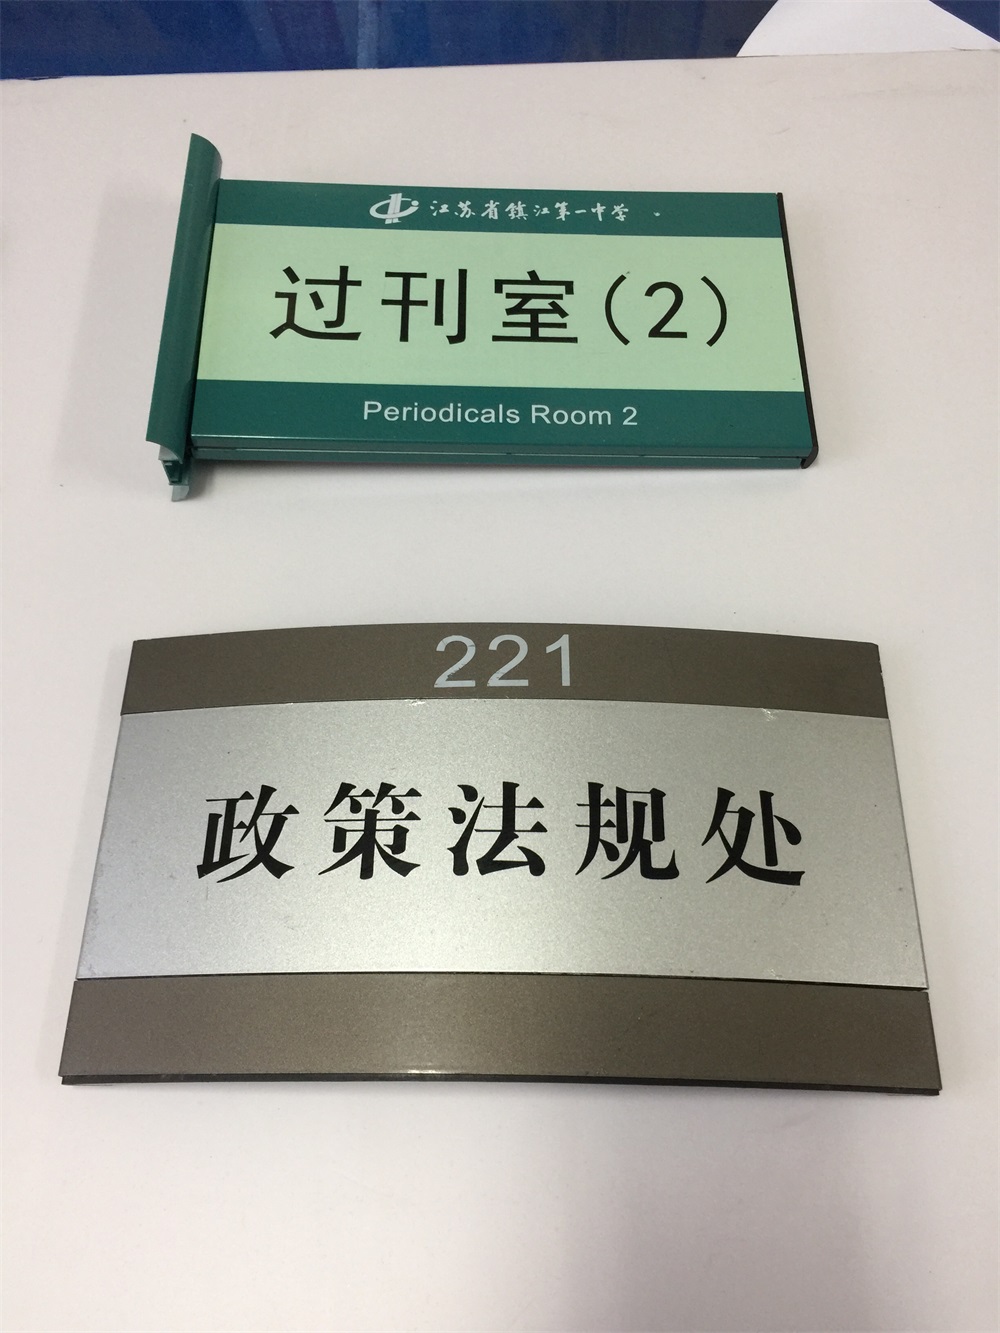 江苏省鎮江第一中学
过刊室(2)
Periodicals Room 2
221
政策法规处